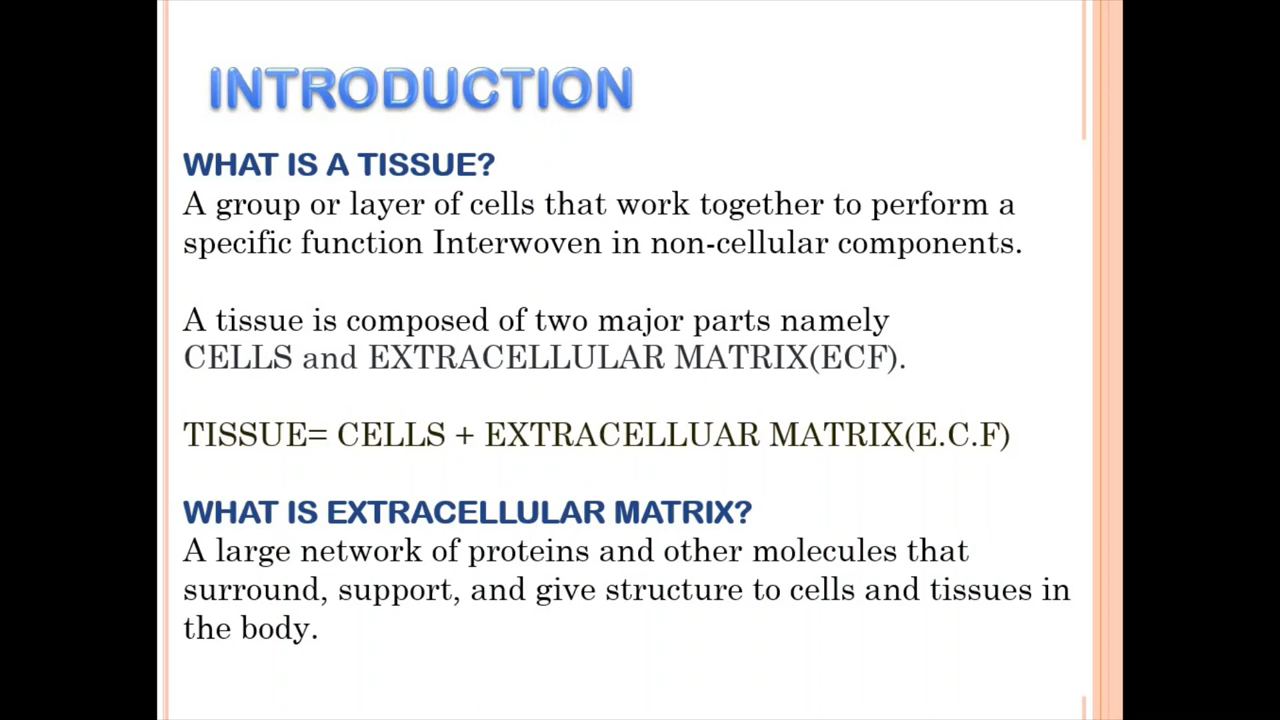 INTRODUCTION
WHAT IS A TISSUE?
A group or layer of cells that work together to perform a
specific function Interwoven in non-cellular components.
A tissue is composed of two major parts namely
CELLS and EXTRACELLULAR MATRIX(ECF).
TISSUE= CELLS + EXTRACELLUAR MATRIX(E.C.F)
WHAT IS EXTRACELLULAR MATRIX?
A large network of proteins and other molecules that
surround, support, and give structure to cells and tissues in
the body.